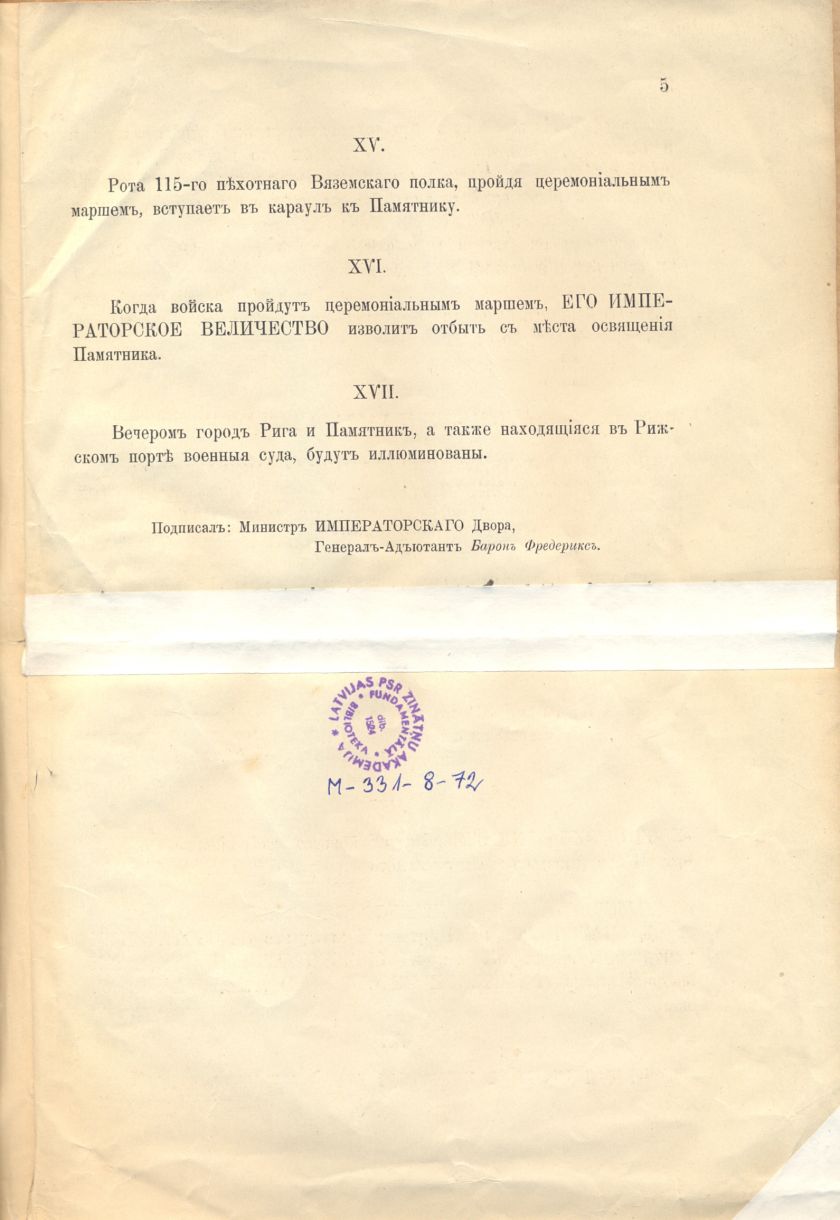 5
XV.
Рота 115-го пѣхотнаго Вяземскаго полка, пройдя церемоніальнымъ
маршемъ, вступаетъ въ караулъ къ Памятнику.
XVI.
Когда войска пройдутъ церемоніальнымъ маршемъ, ЕГО ИМПЕ-
РАТОРСКОЕ ВЕЛИЧЕСТВО изволитъ отбыть съ мѣста освященія
Памятника.
XVII.
Вечеромъ городъ Рига и Памятникъ, а также находящіяся въ Риж-
скомъ портѣ военныя суда, будутъ иллюминованы.
Подписалъ: Министръ ИМПЕРАТОРСКАГО Двора,
Генералъ-Адъютантъ Баронъ Фредериксъ.
LATVIJAS PSR ZINĀTŅU AKADĒMIJA
FUNDAMENTĀLĀ BIBLIOTEKA
dib.
1524
M-331-8-72